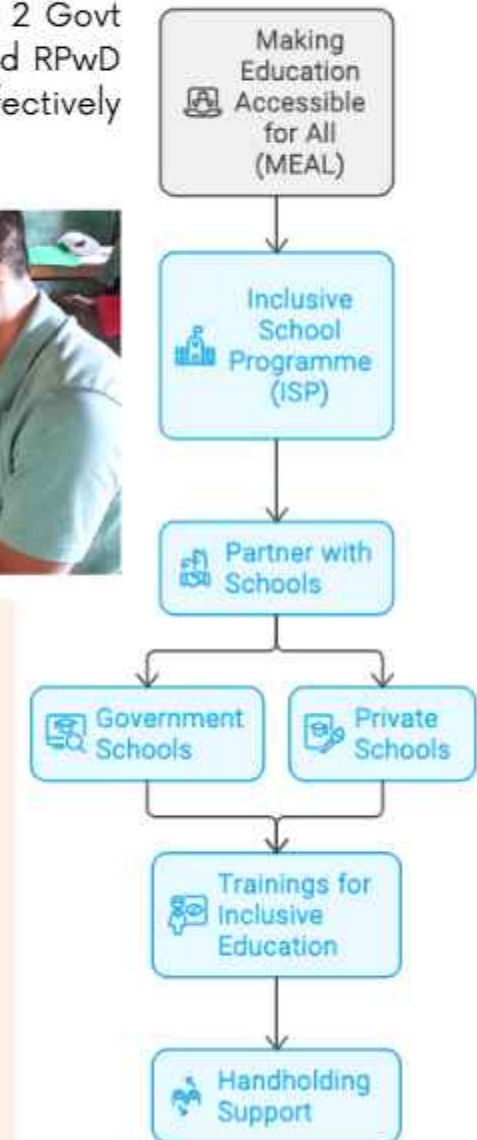 2 Govt
RPwD
Making
Education
Accessible
for All
(MEAL)
Inclusive
School
Programme
(ISP)
Partner with
Schools
Government
Schools
Private
Schools
Trainings for
Inclusive
Education
Handholding
Support